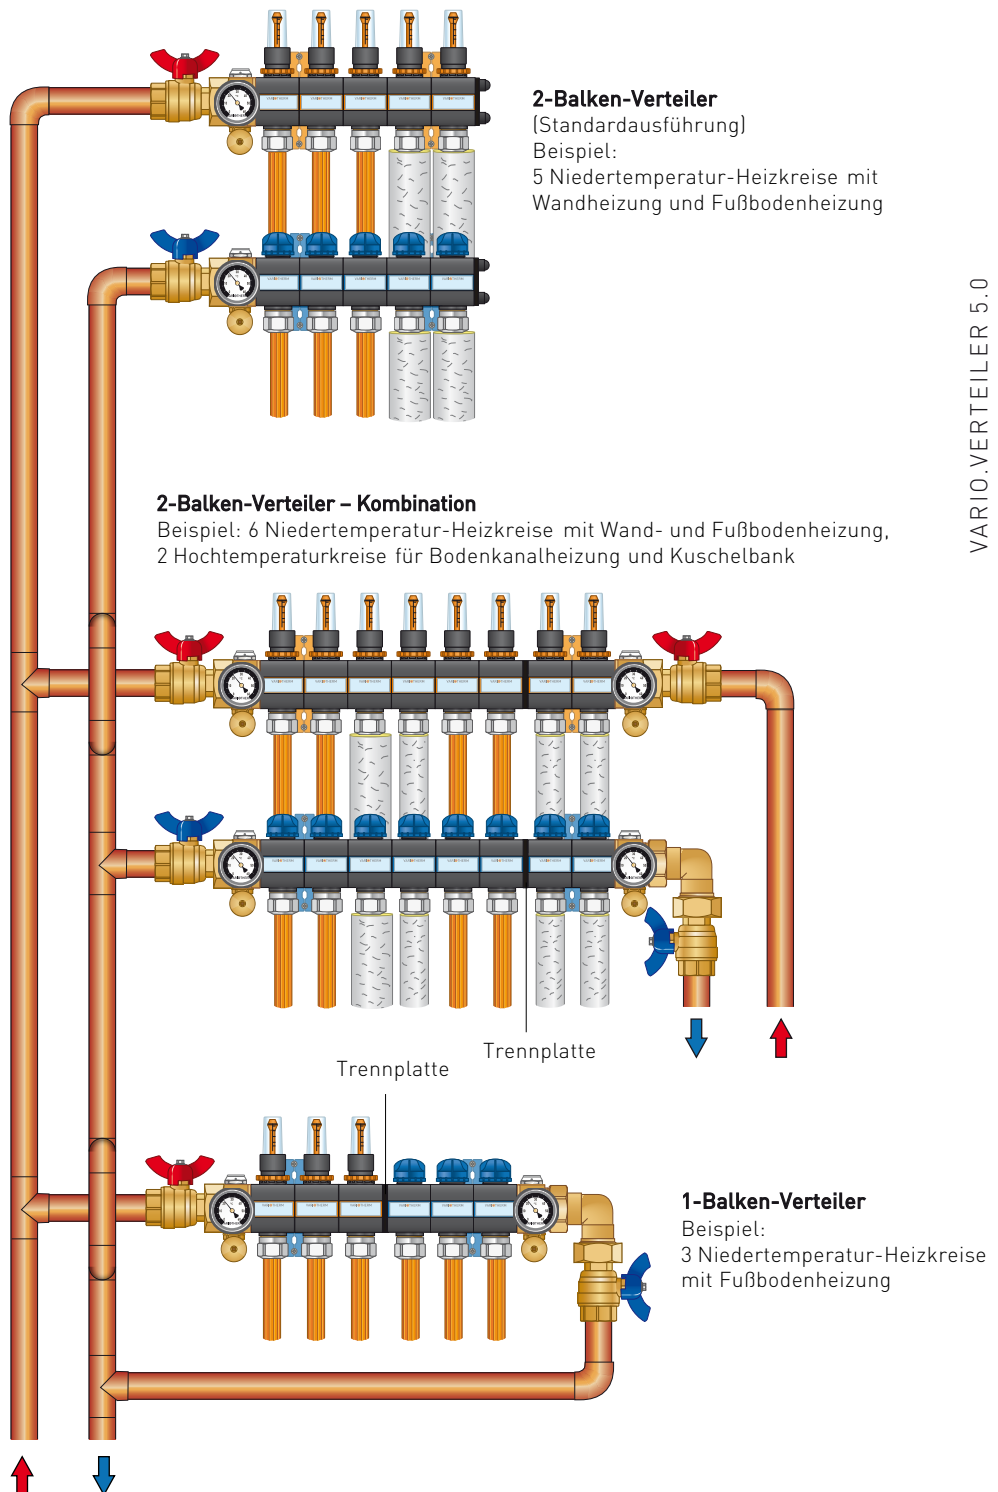 2-Balken-Verteiler
(Standardausführung)
Beispiel:
5 Niedertemperatur-Heizkreise mit
Wandheizung und Fußbodenheizung
VARIO.VERTEILER 5.0
2-Balken-Verteiler – Kombination
Beispiel: 6 Niedertemperatur-Heizkreise mit Wand- und Fußbodenheizung,
2 Hochtemperaturkreise für Bodenkanalheizung und Kuschelbank
Trennplatte
Trennplatte
1-Balken-Verteiler
Beispiel:
3 Niedertemperatur-Heizkreise
mit Fußbodenheizung